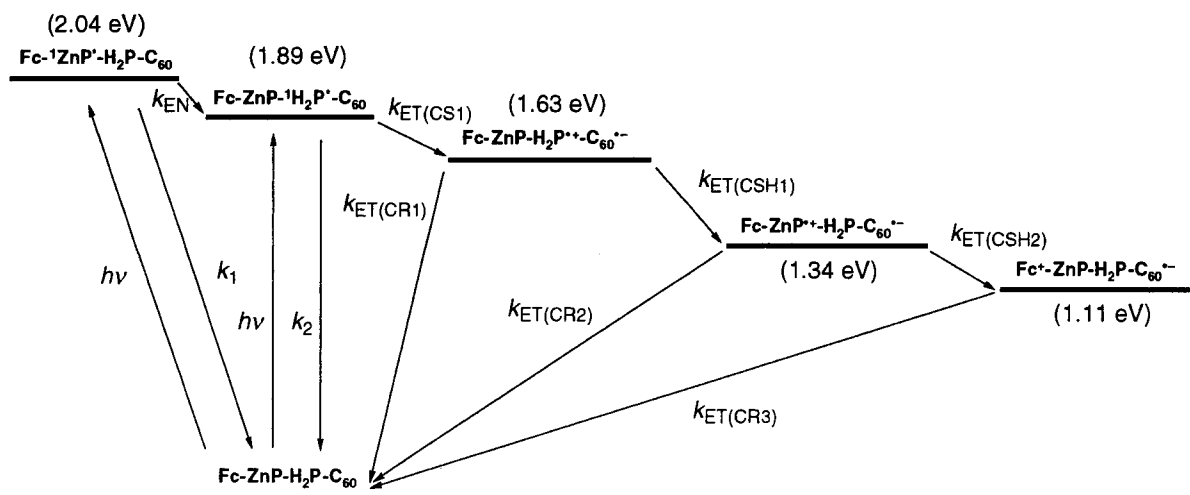 (2.04 eV)
Fc-¹ZnP*-H₂P-C₆₀
(1.89 eV)
k_EN
Fc-ZnP-¹H₂P*-C₆₀
k_ET(CS1)
(1.63 eV)
Fc-ZnP-H₂P•⁺-C₆₀•⁻
k_ET(CR1)
k_ET(CSH1)
Fc-ZnP•⁺-H₂P-C₆₀•⁻
k_ET(CSH2)
(1.34 eV)
Fc⁺-ZnP-H₂P-C₆₀•⁻
(1.11 eV)
hν
k₁
hν
k₂
k_ET(CR2)
k_ET(CR3)
Fc-ZnP-H₂P-C₆₀